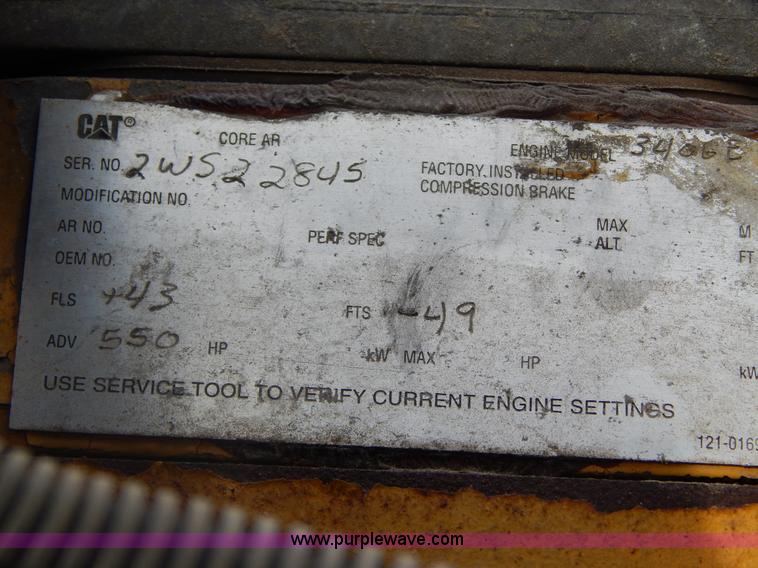 CAT®
CORE AR
ENGINE MODEL 3406E
SER. NO. 2WS22845
FACTORY INSTALLED
COMPRESSION BRAKE
MODIFICATION NO.
AR NO.
PERF SPEC
MAX
ALT
M
FT
OEM NO.
FLS +43
FTS -49
ADV 550 HP
kW MAX HP
kW
USE SERVICE TOOL TO VERIFY CURRENT ENGINE SETTINGS
121-0169
www.purplewave.com